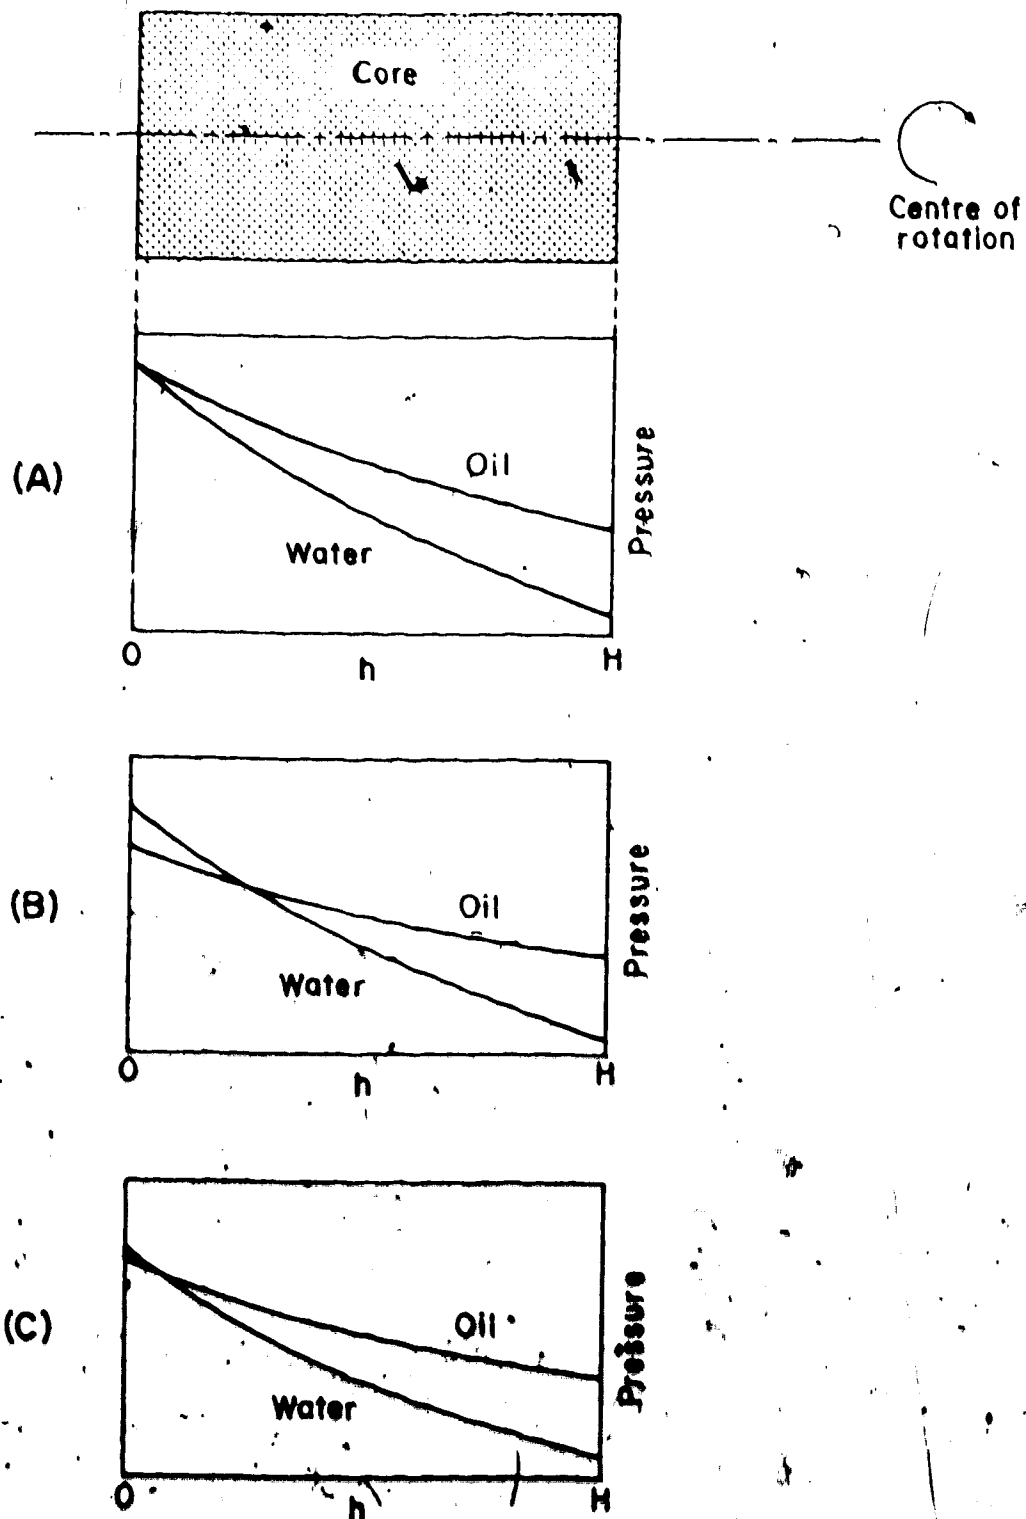 Core
Centre of
rotation
(A)
Oil
Water
Pressure
O
h
H
(B)
Oil
Water
Pressure
O
h
H
(C)
Oil
Water
Pressure
O
h
H